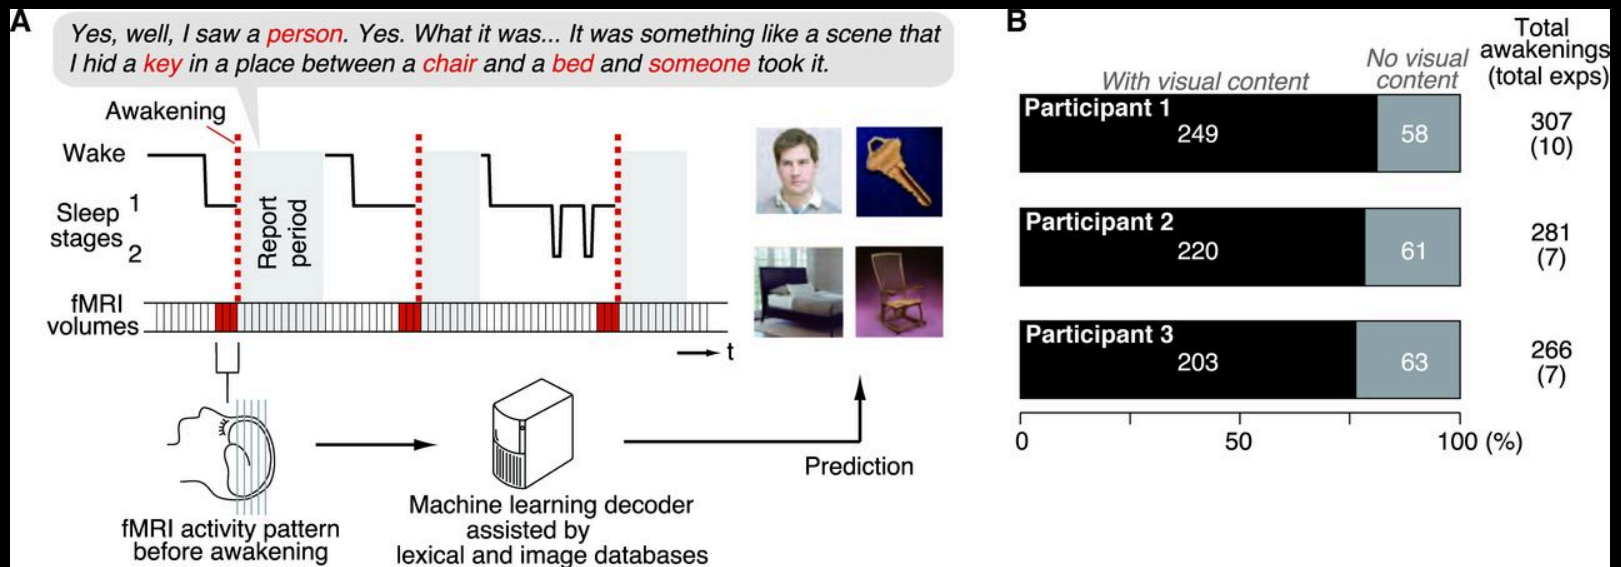 A
Yes, well, I saw a person. Yes. What it was... It was something like a scene that
I hid a key in a place between a chair and a bed and someone took it.
Awakening
Wake
Sleep
stages
1
2
Report
period
fMRI
volumes
t
fMRI activity pattern
before awakening
Machine learning decoder
assisted by
lexical and image databases
Prediction
B
With visual content
No visual
content
Total
awakenings
(total exps)
Participant 1
249
58
307
(10)
Participant 2
220
61
281
(7)
Participant 3
203
63
266
(7)
0
50
100 (%)